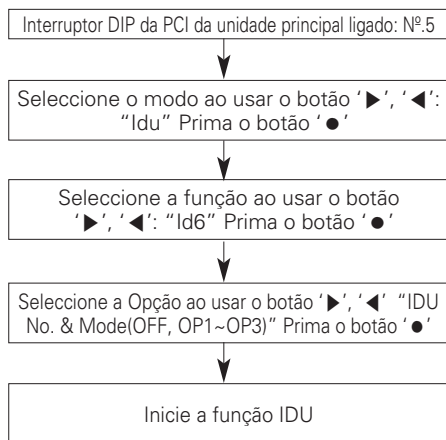 Interruptor DIP da PCI da unidade principal ligado: Nº.5
Seleccione o modo ao usar o botão ‘▶’, ‘◀’:
“Idu” Prima o botão ‘●’
Seleccione a função ao usar o botão
‘▶’, ‘◀’: “Id6” Prima o botão ‘●’
Seleccione a Opção ao usar o botão ‘▶’, ‘◀’ “IDU
No. & Mode(OFF, OP1~OP3)” Prima o botão ‘●’
Inicie a função IDU